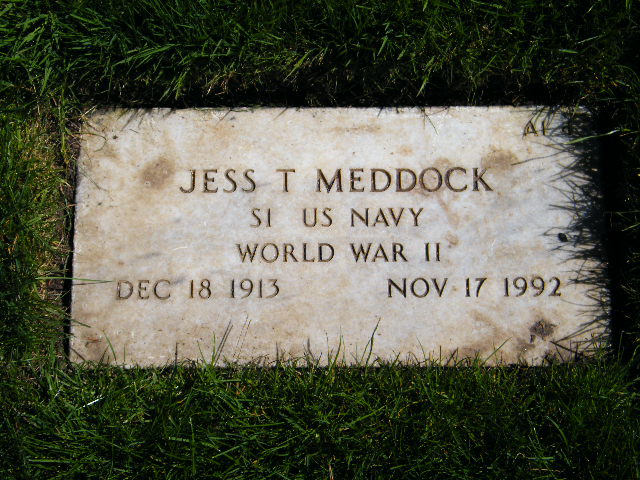 JESS T MEDDOCK
S1 US NAVY
WORLD WAR II
DEC 18 1913 NOV 17 1992